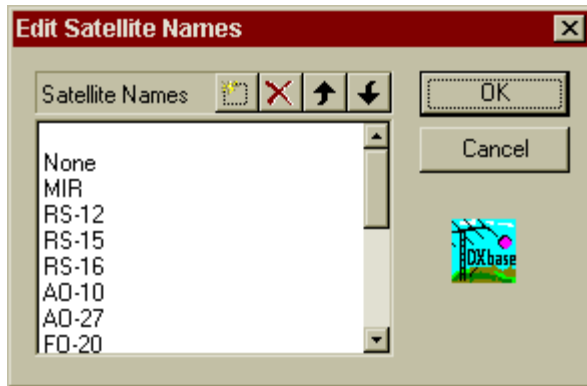 Edit Satellite Names
Satellite Names
OK
Cancel
None
MIR
RS-12
RS-15
RS-16
AO-10
AO-27
FO-20
DXbase